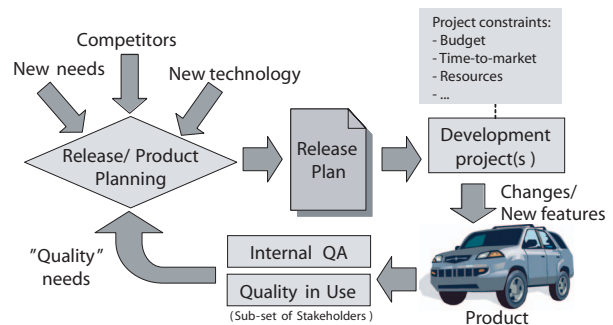 Competitors
New needs
New technology
Release/ Product
Planning
Release
Plan
Project constraints:
- Budget
- Time-to-market
- Resources
- ...
Development
project(s )
Changes/
New features
Product
Internal QA
Quality in Use
(Sub-set of Stakeholders )
"Quality"
needs